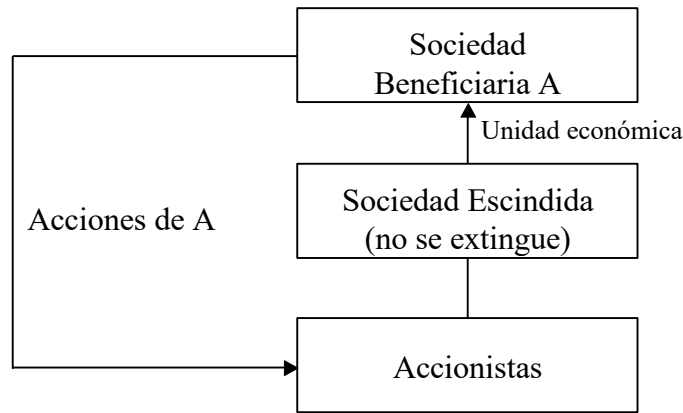 Sociedad
Beneficiaria A
Unidad económica
Sociedad Escindida
(no se extingue)
Acciones de A
Accionistas